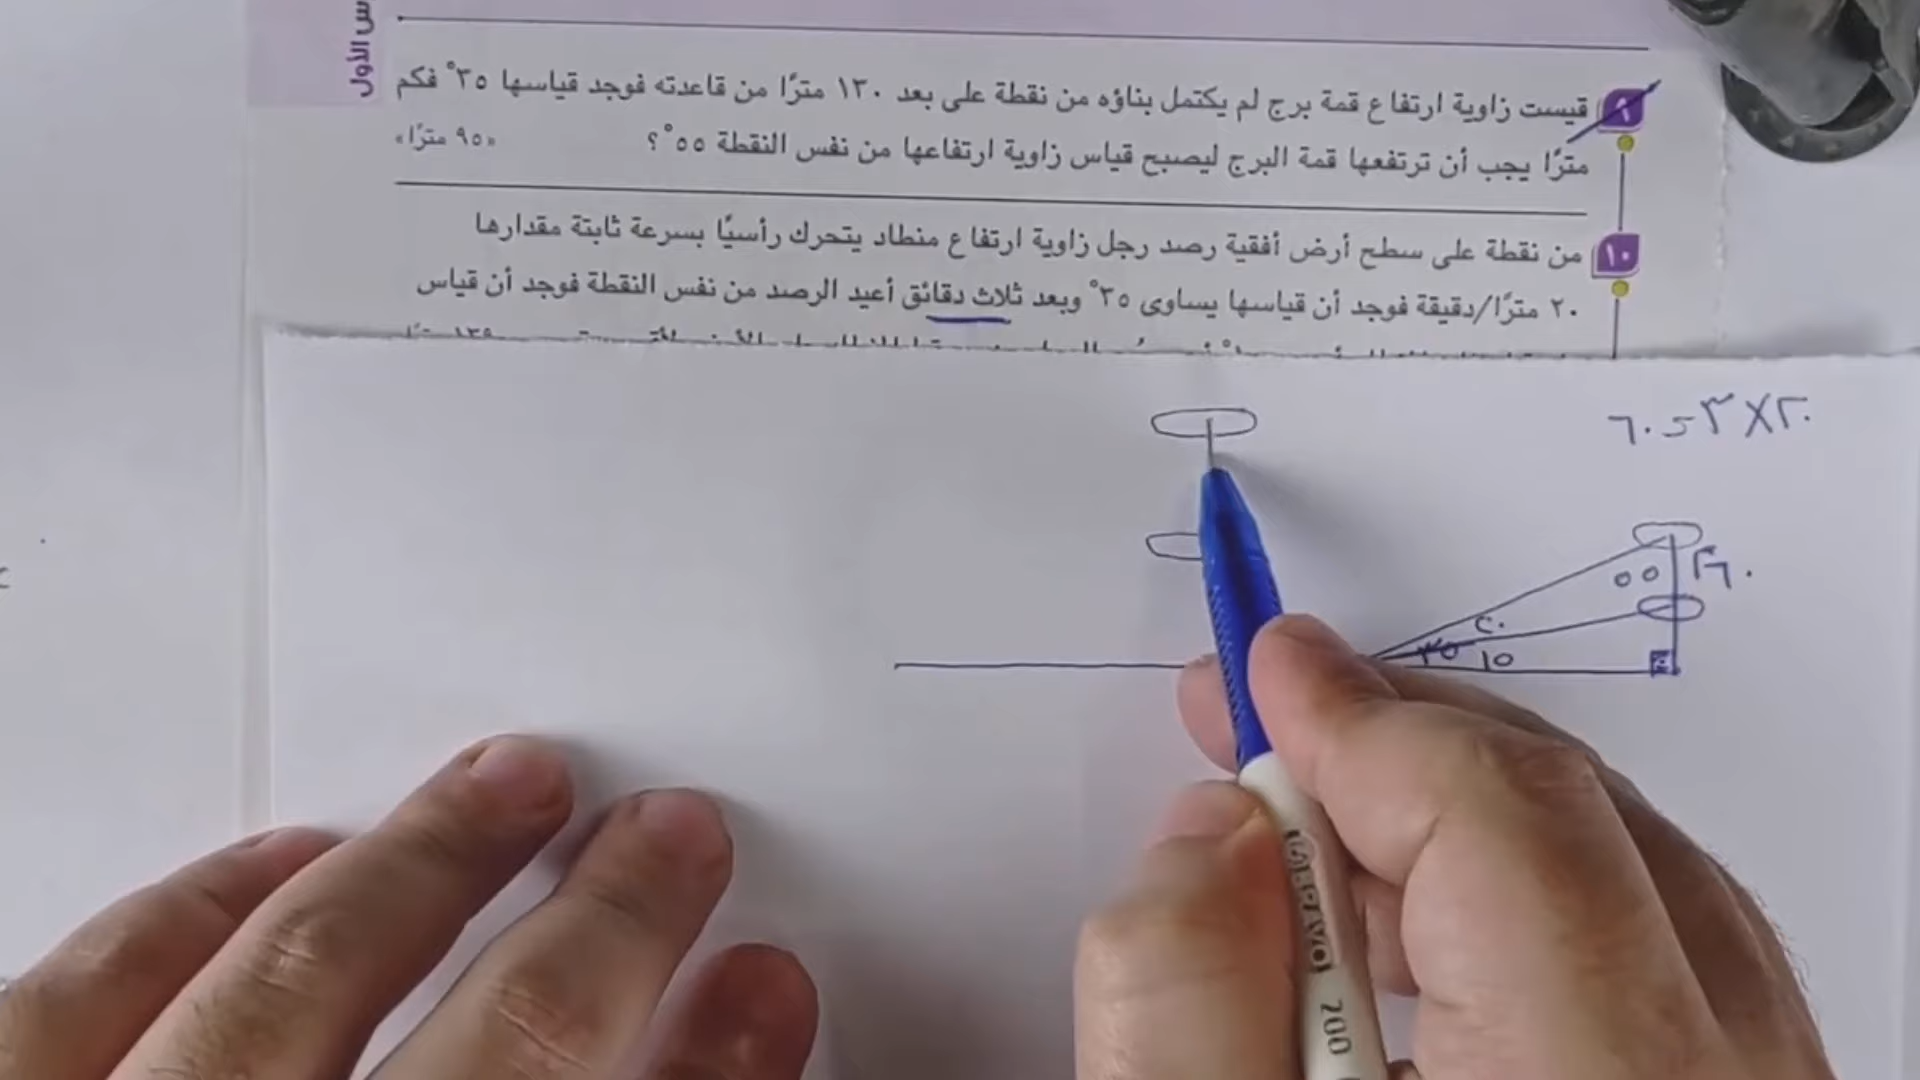 س الأول
٩ قيست زاوية ارتفاع قمة برج لم يكتمل بناؤه من نقطة على بعد ١٣٠ مترًا من قاعدته فوجد قياسها ٣٥° فكم
مترًا يجب أن ترتفعها قمة البرج ليصبح قياس زاوية ارتفاعها من نفس النقطة ٥٥°؟ «٩٥ مترًا»
١٠ من نقطة على سطح أرض أفقية رصد رجل زاوية ارتفاع منطاد يتحرك رأسيًا بسرعة ثابتة مقدارها
٢٠ مترًا/دقيقة فوجد أن قياسها يساوى ٣٥° وبعد ثلاث دقائق أعيد الرصد من نفس النقطة فوجد أن قياس
٢٠×٣=٦٠
٦٠م
٥٥
٢٠
٣٥
١٥
700